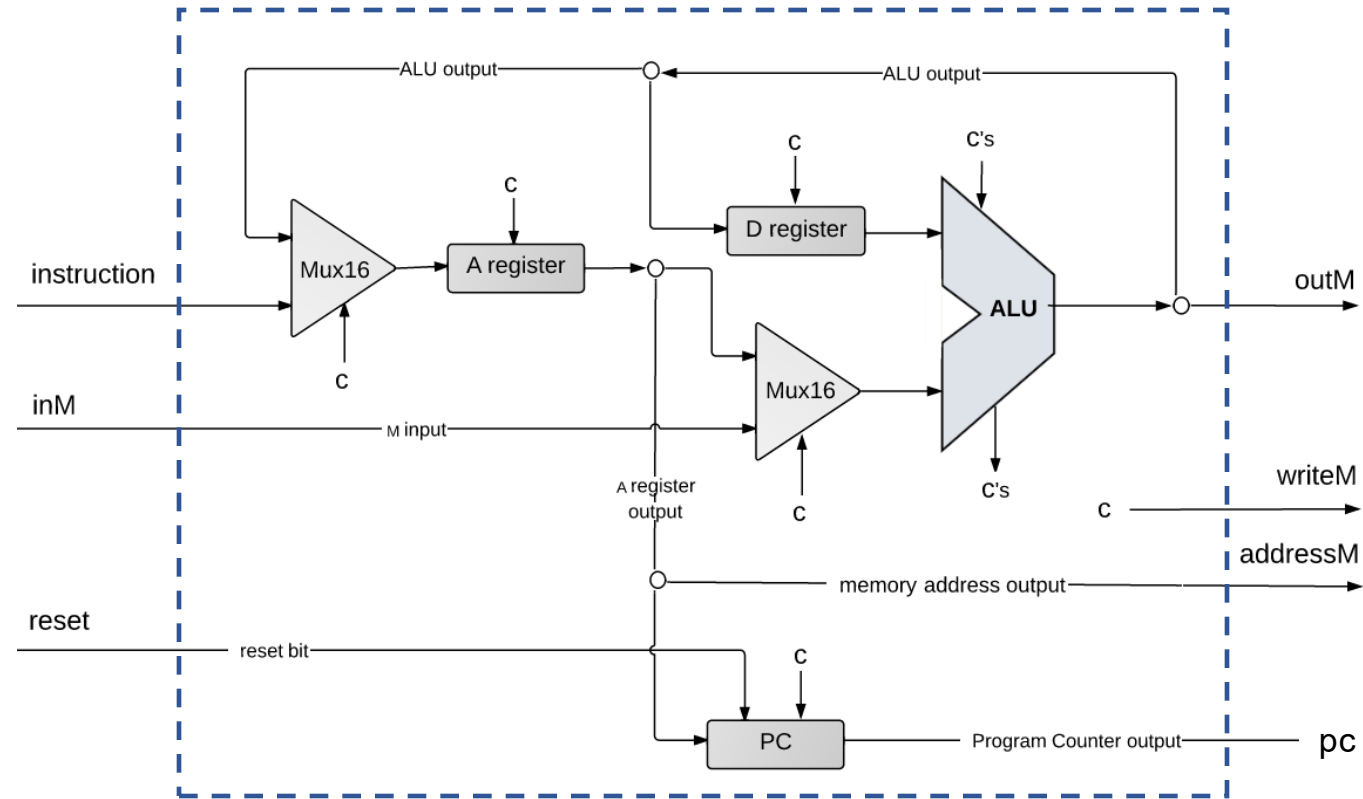 ALU output
ALU output
c
c's
c
D register
instruction
Mux16
A register
ALU
outM
c
Mux16
inM
M input
A register
output
c
c's
writeM
c
addressM
memory address output
reset
reset bit
c
PC
Program Counter output
pc